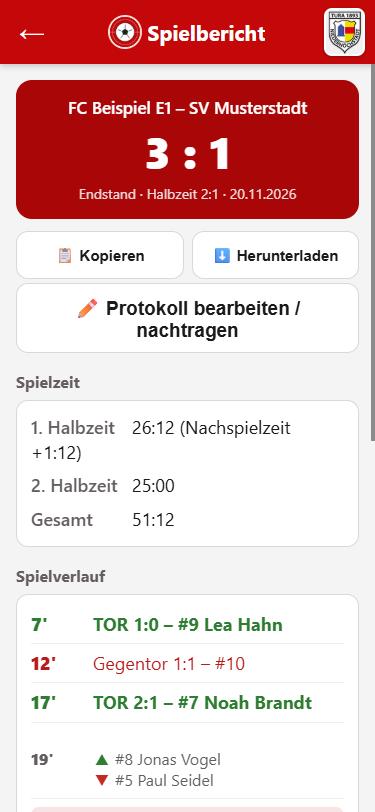 ← Spielbericht
TURA 1893
FC Beispiel E1 – SV Musterstadt
3 : 1
Endstand · Halbzeit 2:1 · 20.11.2026
Kopieren
Herunterladen
Protokoll bearbeiten /
nachtragen
Spielzeit
1. Halbzeit 26:12 (Nachspielzeit
+1:12)
2. Halbzeit 25:00
Gesamt 51:12
Spielverlauf
7' TOR 1:0 – #9 Lea Hahn
12' Gegentor 1:1 – #10
17' TOR 2:1 – #7 Noah Brandt
19' ▲ #8 Jonas Vogel
▼ #5 Paul Seidel